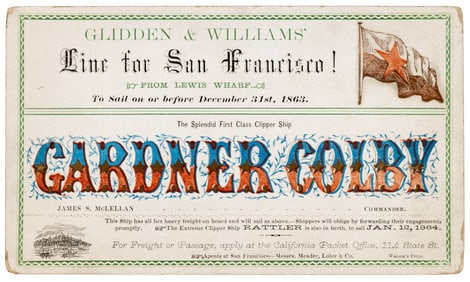 GLIDDEN & WILLIAMS'
Line for San Francisco!
FROM LEWIS WHARF.
To Sail on or before December 31st, 1863.
The Splendid First Class Clipper Ship
GARDNER COLBY
JAMES S. McLELLAN COMMANDER.
This Ship has all her heavy freight on board and will sail as above.—Shippers will oblige by forwarding their engagements
promptly. The Extreme Clipper Ship RATTLER is also in berth, to sail JAN. 12, 1864.
For Freight or Passage, apply at the California Packet Office, 114 State St.
Agents at San Francisco—Messrs. Meader, Lolor & Co.